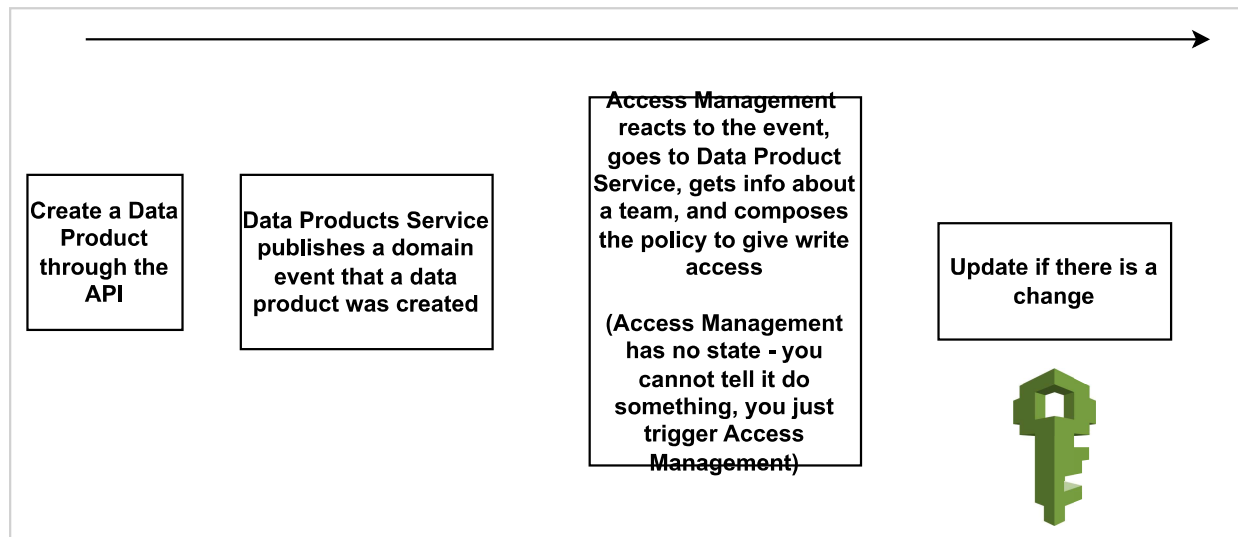 Create a Data
Product
through the
API
Data Products Service
publishes a domain
event that a data
product was created
Access Management
reacts to the event,
goes to Data Product
Service, gets info about
a team, and composes
the policy to give write
access
(Access Management
has no state - you
cannot tell it do
something, you just
trigger Access
Management)
Update if there is a
change